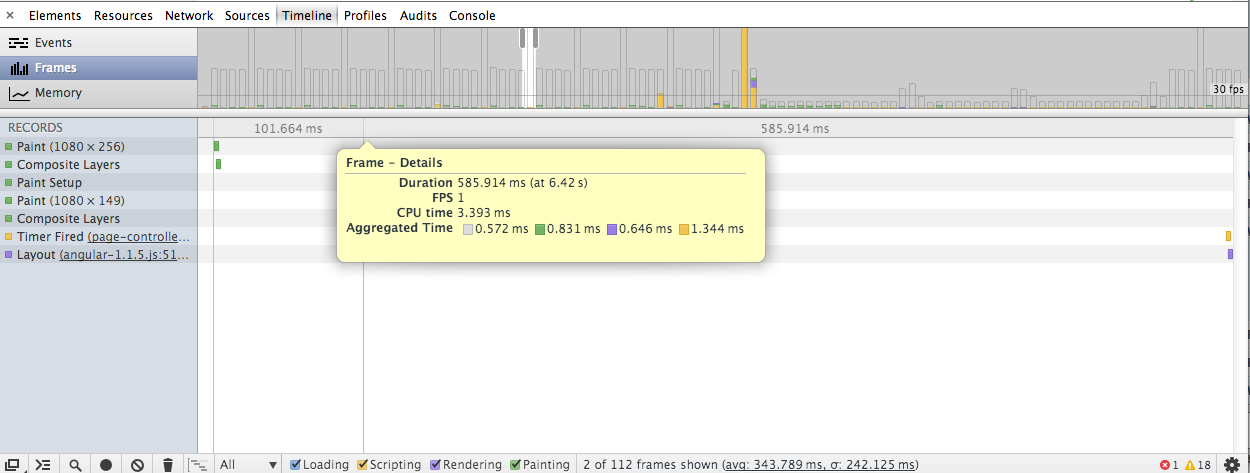 × Elements Resources Network Sources Timeline Profiles Audits Console
Events
Frames
Memory
30 fps
RECORDS
101.664 ms 585.914 ms
Paint (1080 × 256)
Composite Layers
Paint Setup
Paint (1080 × 149)
Composite Layers
Timer Fired (page-controlle...
Layout (angular-1.1.5.js:51...
Frame – Details
Duration 585.914 ms (at 6.42 s)
FPS 1
CPU time 3.393 ms
Aggregated Time 0.572 ms 0.831 ms 0.646 ms 1.344 ms
All Loading Scripting Rendering Painting 2 of 112 frames shown (avg: 343.789 ms, σ: 242.125 ms) 1 18